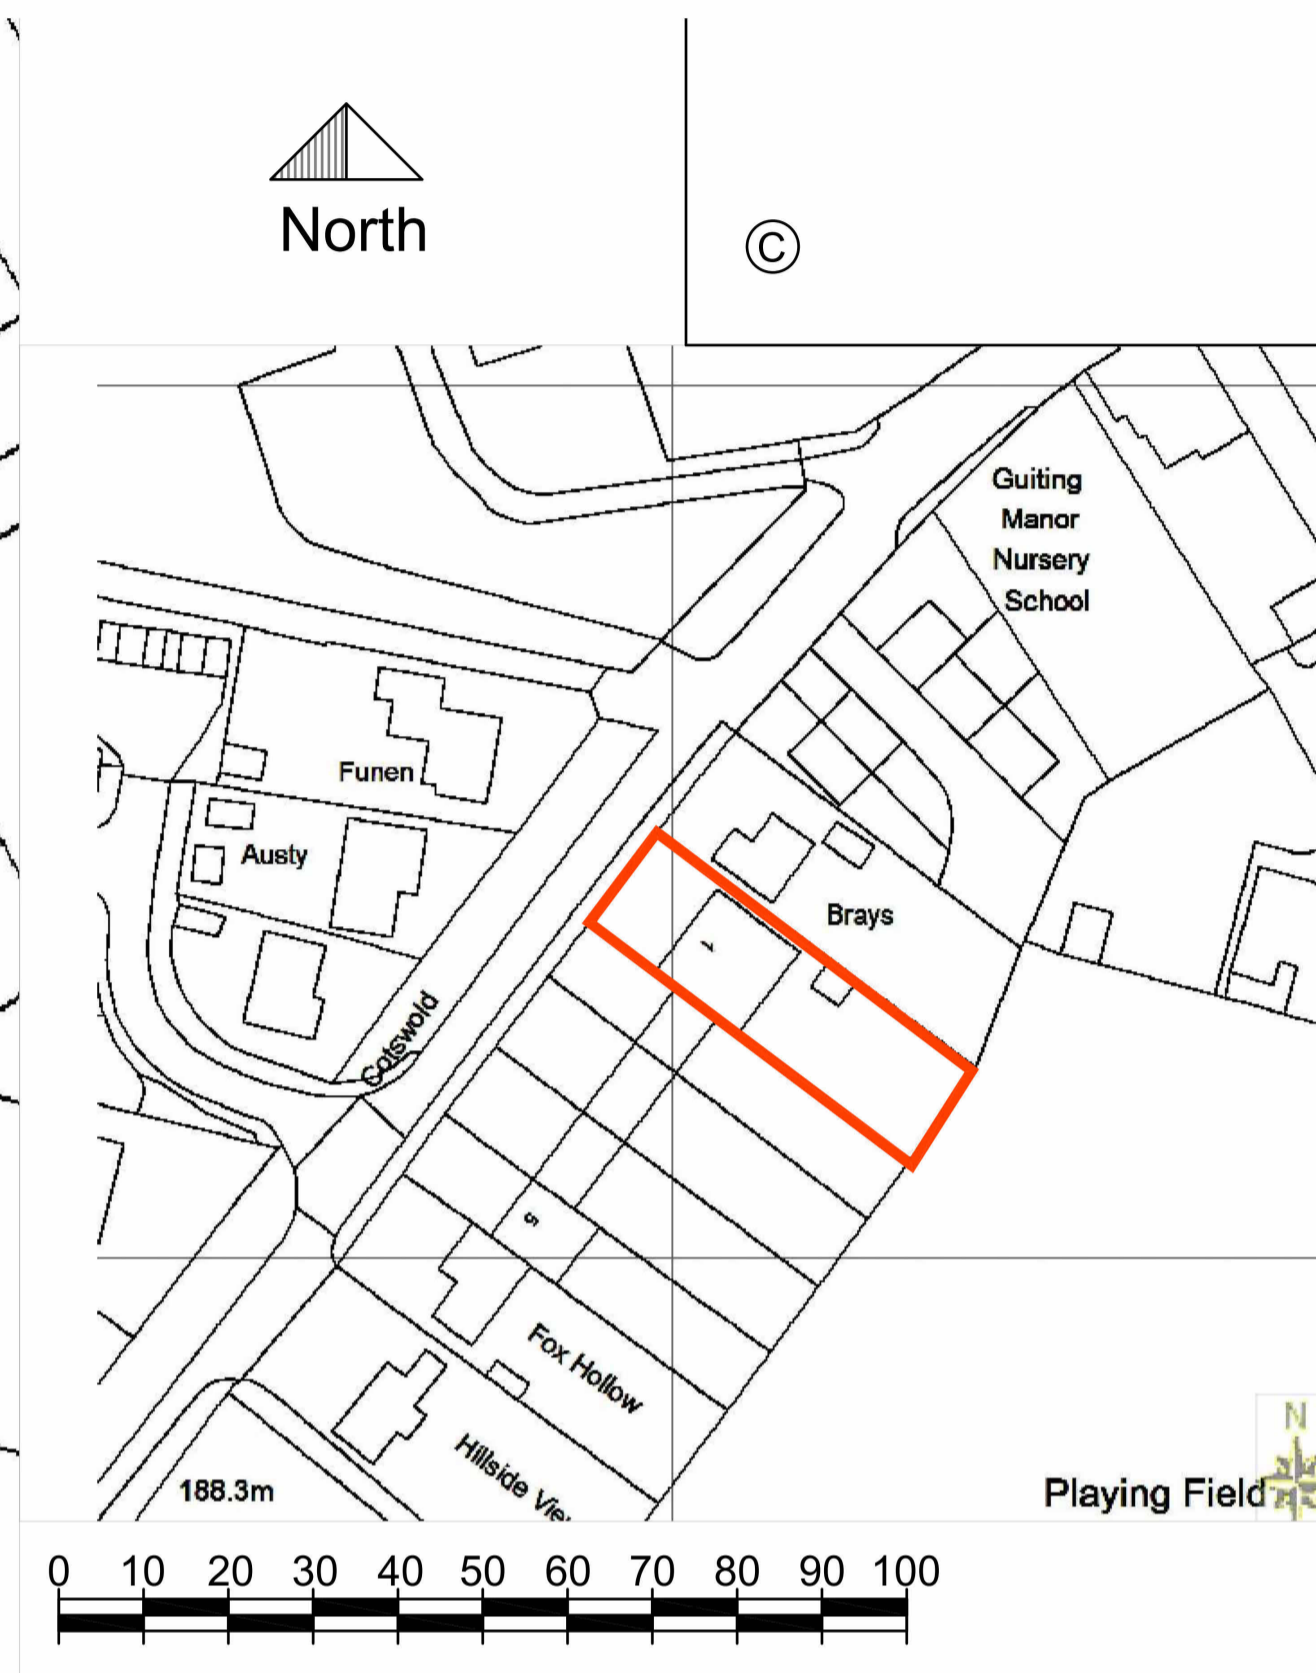 North
©
Guiting
Manor
Nursery
School
Funen
Austy
Brays
1
Cotswold
5
Fox Hollow
Hillside Vie
188.3m
Playing Field
N
0 10 20 30 40 50 60 70 80 90 100